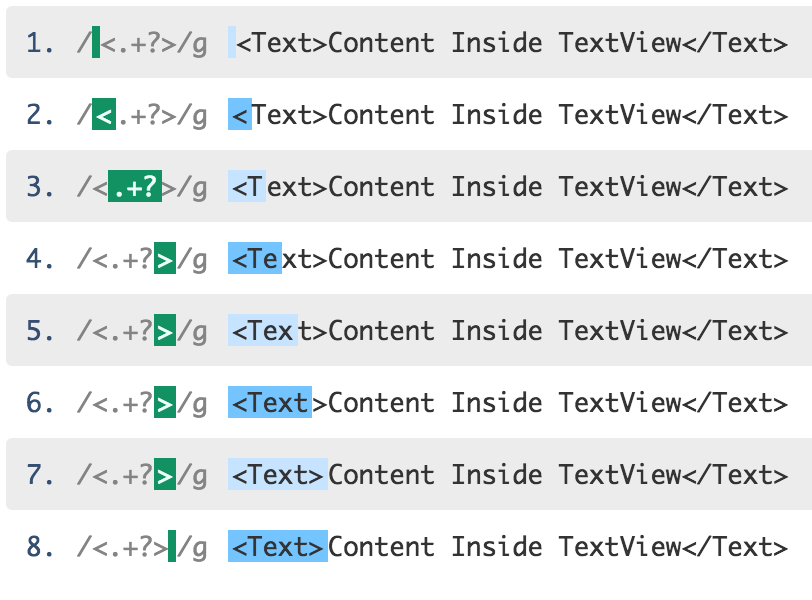 1. /<.+?>/g <Text>Content Inside TextView</Text>
2. /<.+?>/g <Text>Content Inside TextView</Text>
3. /<.+?>/g <Text>Content Inside TextView</Text>
4. /<.+?>/g <Text>Content Inside TextView</Text>
5. /<.+?>/g <Text>Content Inside TextView</Text>
6. /<.+?>/g <Text>Content Inside TextView</Text>
7. /<.+?>/g <Text>Content Inside TextView</Text>
8. /<.+?>/g <Text>Content Inside TextView</Text>